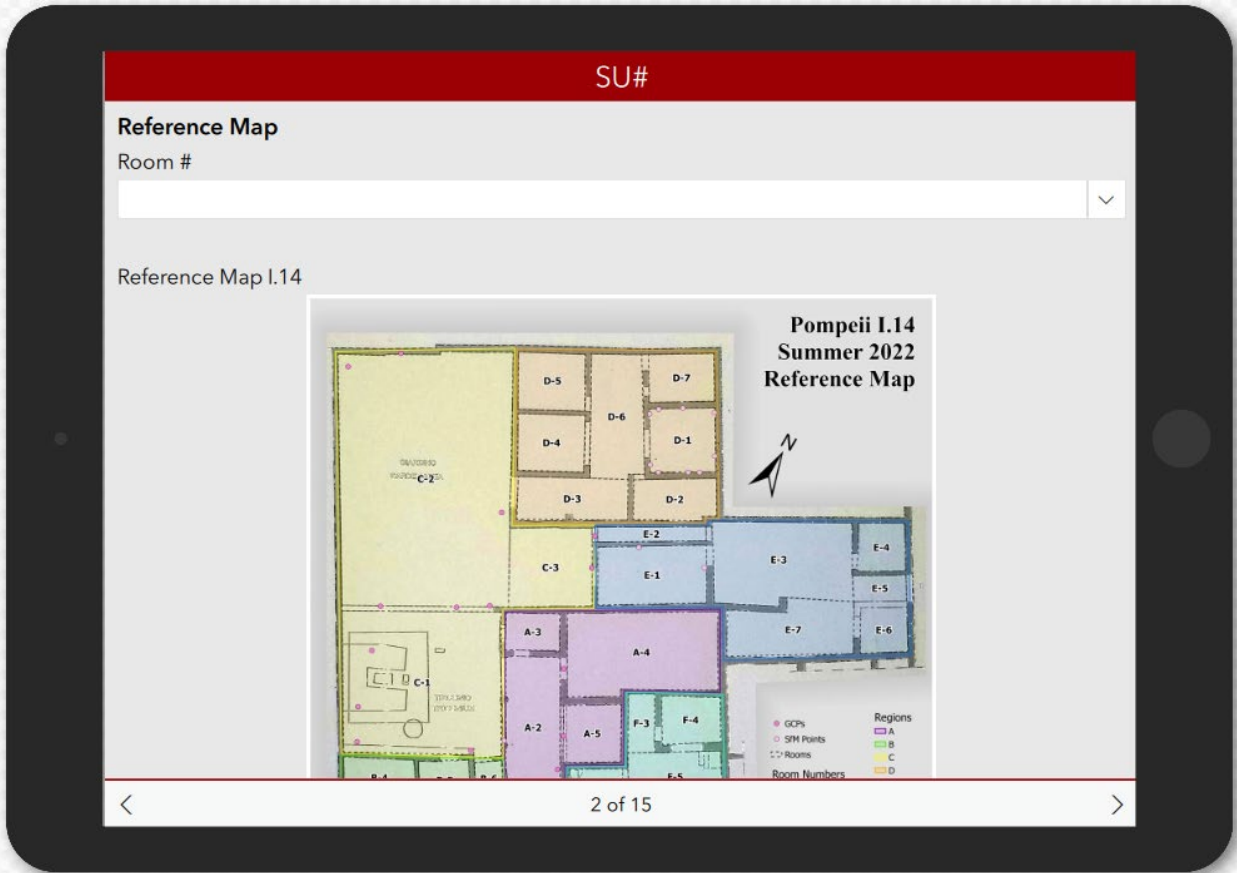 SU#
Reference Map
Room #
Reference Map I.14
Pompeii I.14
Summer 2022
Reference Map
D-5
D-7
D-6
D-4
D-1
N
C-2
D-3
D-2
E-2
E-3
E-4
C-3
E-1
E-5
A-3
E-7
E-6
A-4
C-1
A-2
A-5
F-3
F-4
GCPs
SfM Points
Rooms
Room Numbers
Regions
A
B
C
D
2 of 15